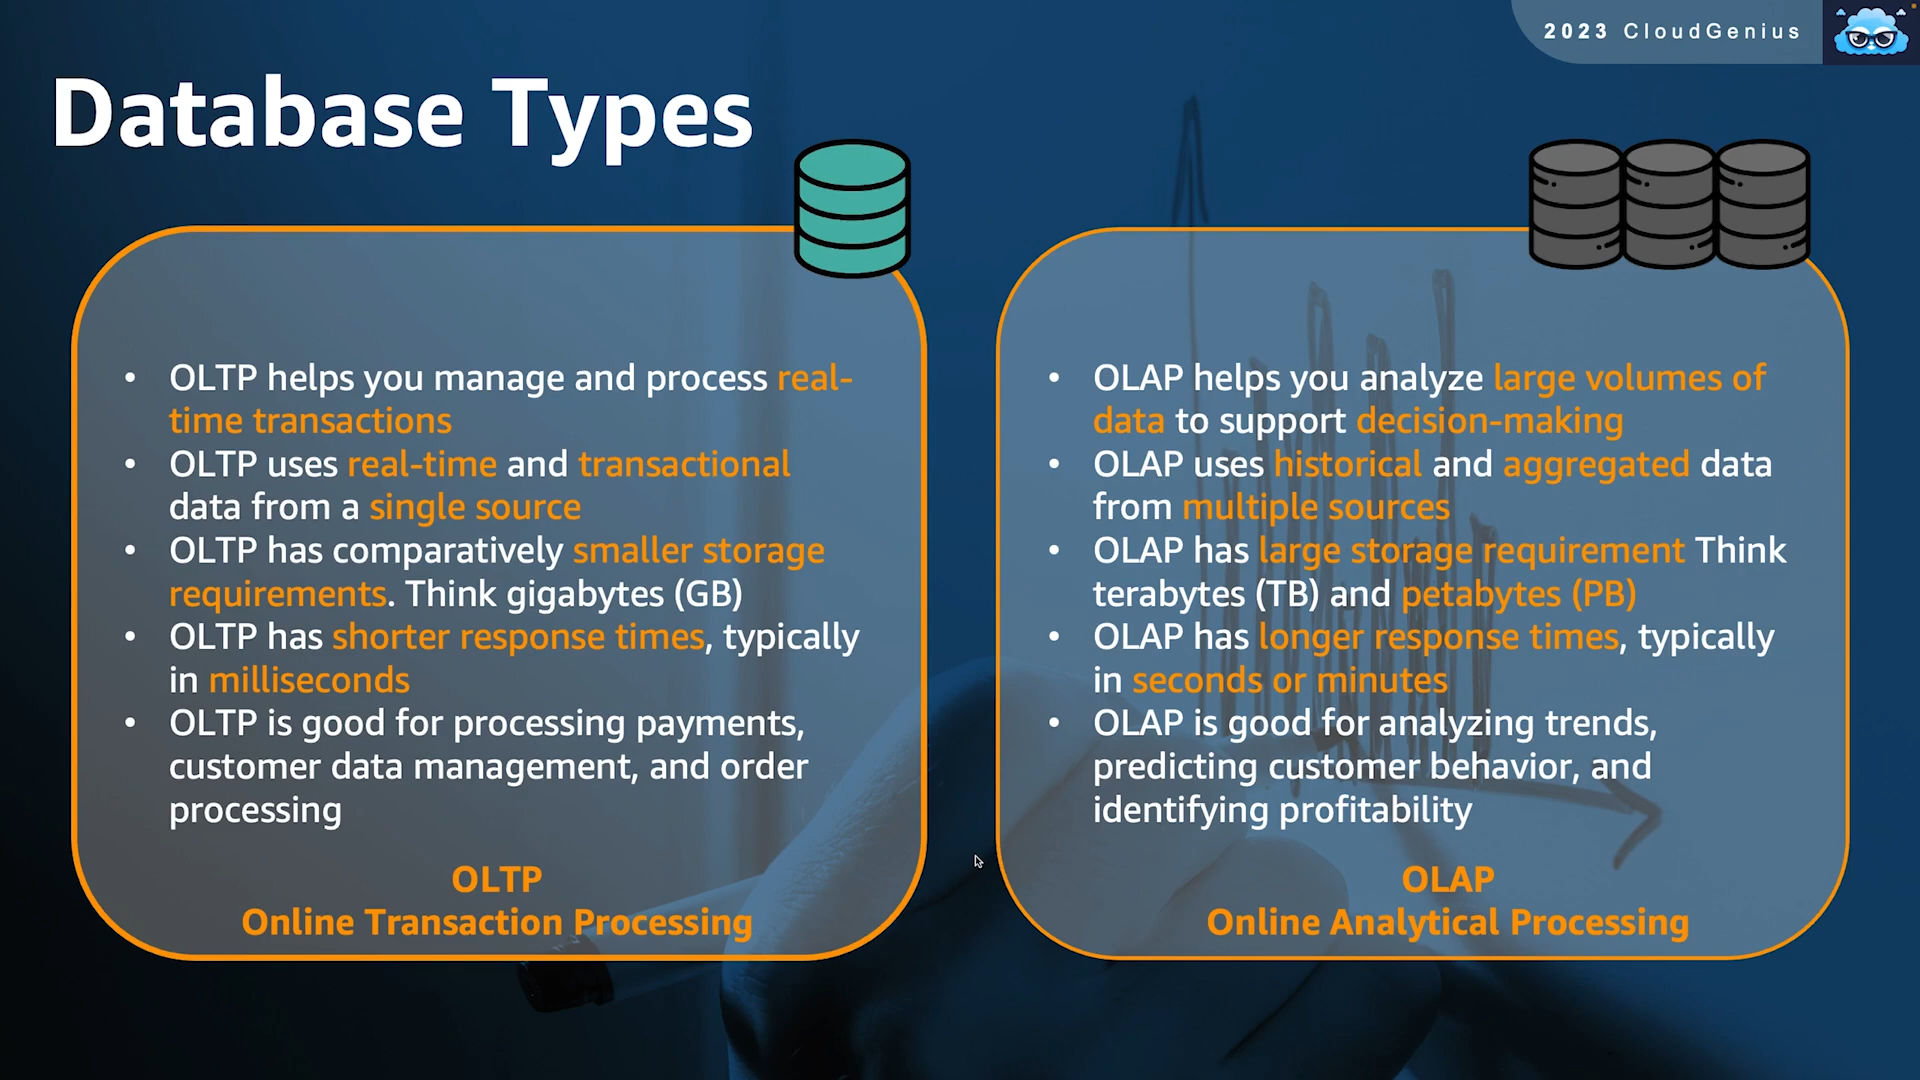 2023 CloudGenius
Database Types
• OLTP helps you manage and process real-
time transactions
• OLTP uses real-time and transactional
data from a single source
• OLTP has comparatively smaller storage
requirements. Think gigabytes (GB)
• OLTP has shorter response times, typically
in milliseconds
• OLTP is good for processing payments,
customer data management, and order
processing
OLTP
Online Transaction Processing
• OLAP helps you analyze large volumes of
data to support decision-making
• OLAP uses historical and aggregated data
from multiple sources
• OLAP has large storage requirement Think
terabytes (TB) and petabytes (PB)
• OLAP has longer response times, typically
in seconds or minutes
• OLAP is good for analyzing trends,
predicting customer behavior, and
identifying profitability
OLAP
Online Analytical Processing